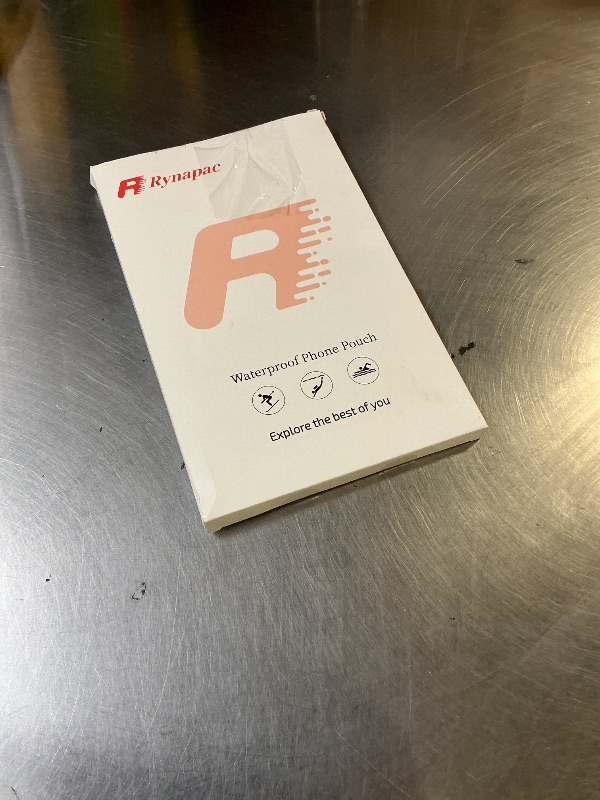 R Rynapac
R
Waterproof Phone Pouch
Explore the best of you